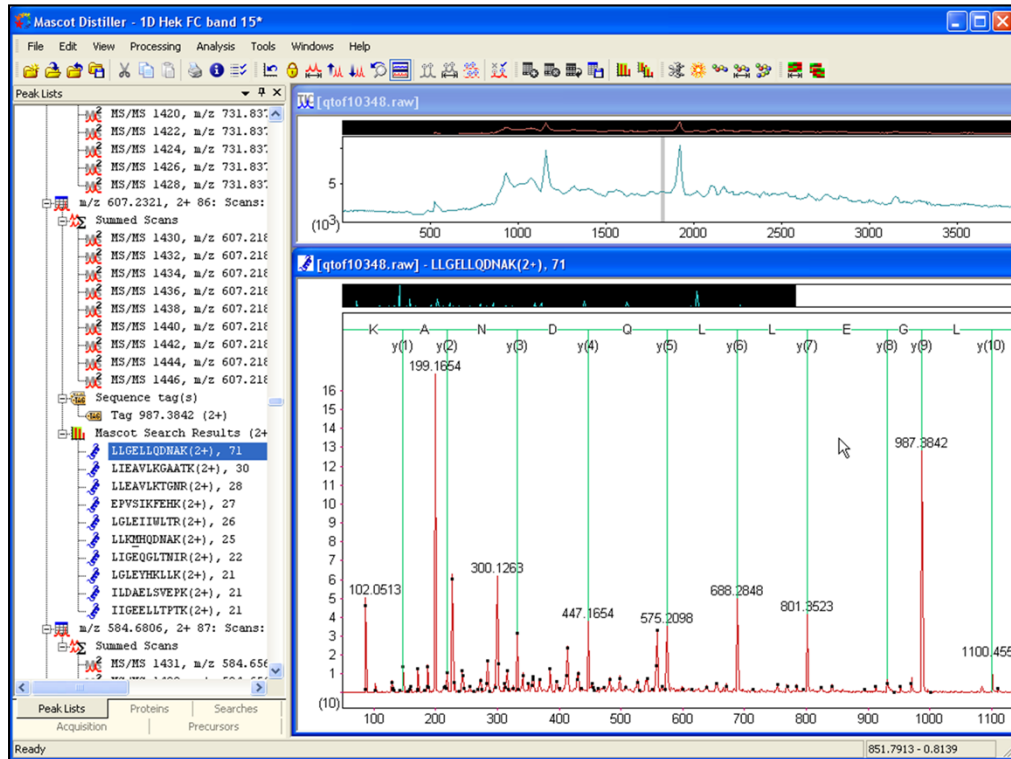 Mascot Distiller - 1D Hek FC band 15*
File Edit View Processing Analysis Tools Windows Help
Peak Lists
MS/MS 1420, m/z 731.837
MS/MS 1422, m/z 731.837
MS/MS 1424, m/z 731.837
MS/MS 1426, m/z 731.837
MS/MS 1428, m/z 731.837
m/z 607.2321, 2+ 86: Scans:
Summed Scans
MS/MS 1430, m/z 607.218
MS/MS 1432, m/z 607.218
MS/MS 1434, m/z 607.218
MS/MS 1436, m/z 607.218
MS/MS 1438, m/z 607.218
MS/MS 1440, m/z 607.218
MS/MS 1442, m/z 607.218
MS/MS 1444, m/z 607.218
MS/MS 1446, m/z 607.218
Sequence tag(s)
Tag 987.3842 (2+)
Mascot Search Results (2+
LLGELLQDNAK(2+), 71
LIEAVLKGAATK(2+), 30
LLEAVLKTGNR(2+), 28
EPVSIKFEHK(2+), 27
LGLEIIWLTR(2+), 26
LLKMHQDNAK(2+), 25
LIGEQGLTNIR(2+), 22
LGLEYHKLLK(2+), 21
ILDAELSVEPK(2+), 21
IIGEELLTPTK(2+), 21
m/z 584.6806, 2+ 87: Scans:
Summed Scans
MS/MS 1431, m/z 584.656
Peak Lists Proteins Searches
Acquisition Precursors
Ready
[qtof10348.raw]
5
(10³)
500 1000 1500 2000 2500 3000 3500
[qtof10348.raw] - LLGELLQDNAK(2+), 71
K A N D Q L L E G L
y(1) y(2) y(3) y(4) y(5) y(6) y(7) y(8) y(9) y(10)
199.1654
987.3842
300.1263
102.0513
688.2848
801.3523
447.1654
575.2098
1100.455
16
15
14
13
12
11
10
9
8
7
6
5
4
3
2
1
(10)
100 200 300 400 500 600 700 800 900 1000 1100
851.7913 - 0.8139